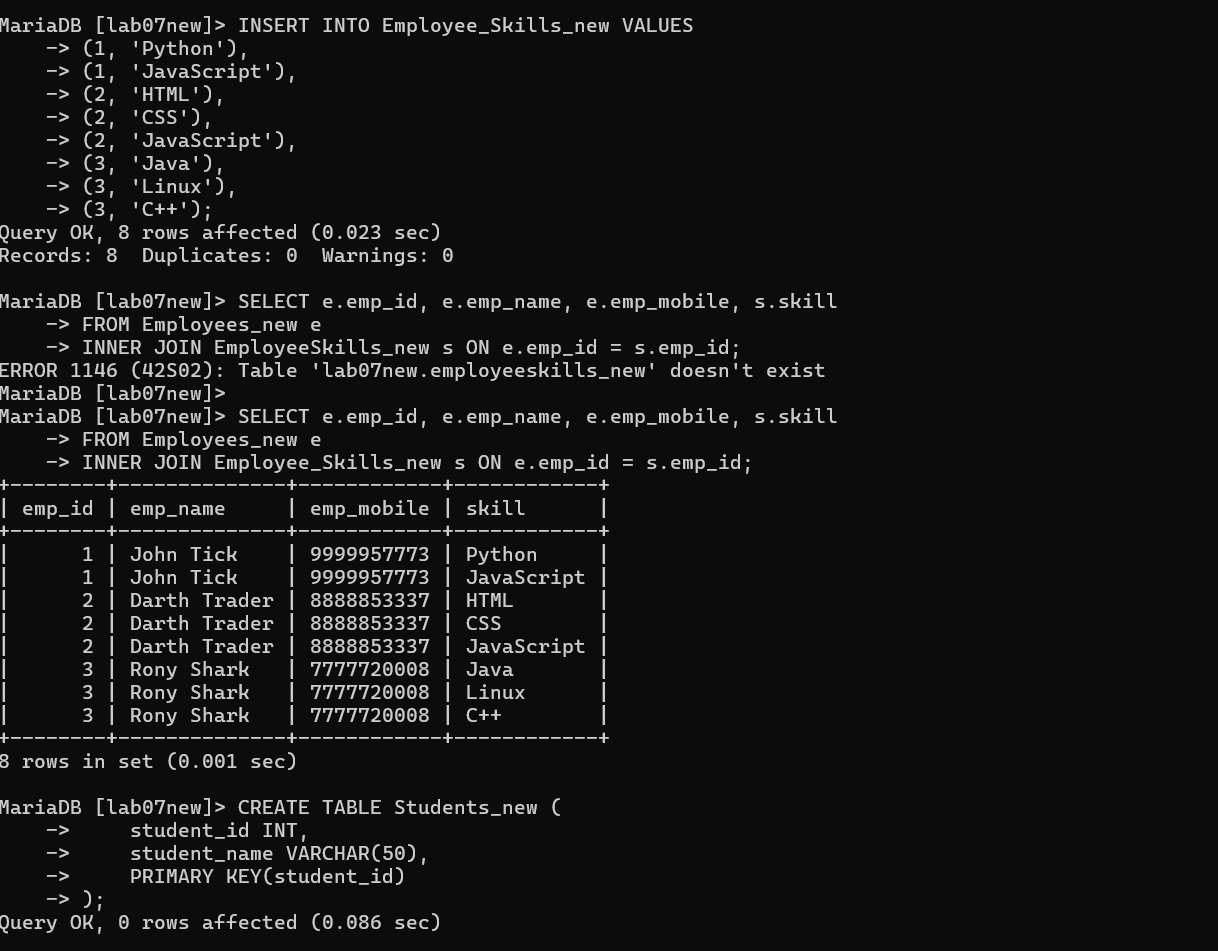 MariaDB [lab07new]> INSERT INTO Employee_Skills_new VALUES
    -> (1, 'Python'),
    -> (1, 'JavaScript'),
    -> (2, 'HTML'),
    -> (2, 'CSS'),
    -> (2, 'JavaScript'),
    -> (3, 'Java'),
    -> (3, 'Linux'),
    -> (3, 'C++');
Query OK, 8 rows affected (0.023 sec)
Records: 8  Duplicates: 0  Warnings: 0

MariaDB [lab07new]> SELECT e.emp_id, e.emp_name, e.emp_mobile, s.skill
    -> FROM Employees_new e
    -> INNER JOIN EmployeeSkills_new s ON e.emp_id = s.emp_id;
ERROR 1146 (42S02): Table 'lab07new.employeeskills_new' doesn't exist
MariaDB [lab07new]>
MariaDB [lab07new]> SELECT e.emp_id, e.emp_name, e.emp_mobile, s.skill
    -> FROM Employees_new e
    -> INNER JOIN Employee_Skills_new s ON e.emp_id = s.emp_id;
+--------+--------------+------------+------------+
| emp_id | emp_name     | emp_mobile | skill      |
+--------+--------------+------------+------------+
|      1 | John Tick    | 9999957773 | Python     |
|      1 | John Tick    | 9999957773 | JavaScript |
|      2 | Darth Trader | 8888853337 | HTML       |
|      2 | Darth Trader | 8888853337 | CSS        |
|      2 | Darth Trader | 8888853337 | JavaScript |
|      3 | Rony Shark   | 7777720008 | Java       |
|      3 | Rony Shark   | 7777720008 | Linux      |
|      3 | Rony Shark   | 7777720008 | C++        |
+--------+--------------+------------+------------+
8 rows in set (0.001 sec)

MariaDB [lab07new]> CREATE TABLE Students_new (
    ->     student_id INT,
    ->     student_name VARCHAR(50),
    ->     PRIMARY KEY(student_id)
    -> );
Query OK, 0 rows affected (0.086 sec)